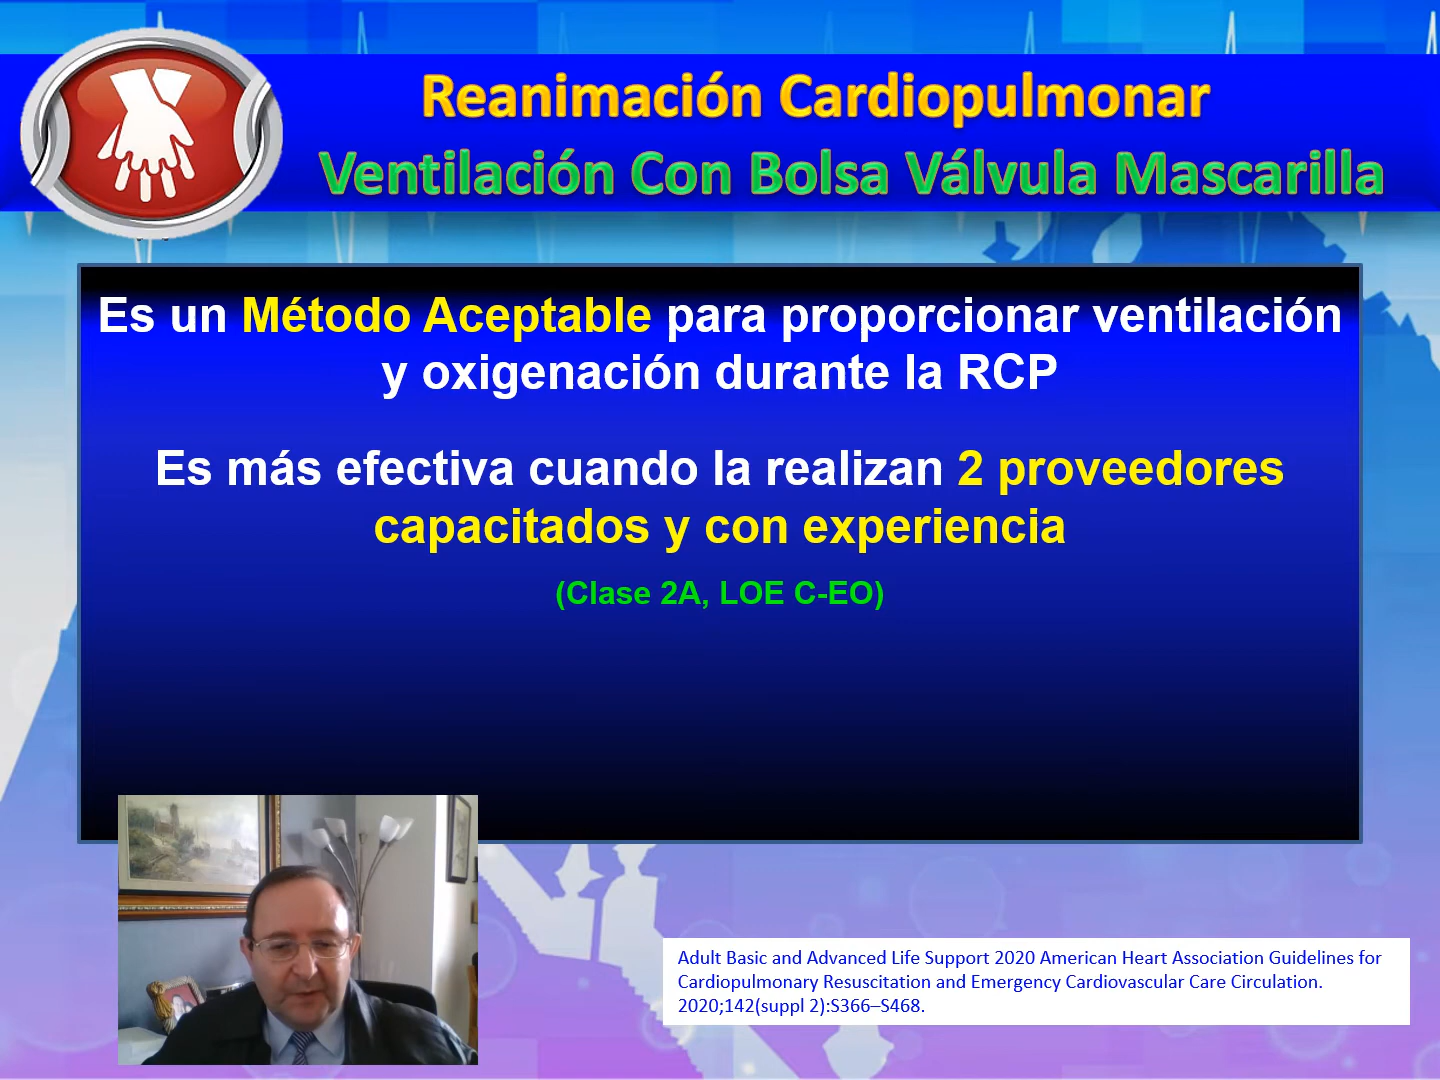 Reanimación Cardiopulmonar
Ventilación Con Bolsa Válvula Mascarilla
Es un Método Aceptable para proporcionar ventilación
y oxigenación durante la RCP
Es más efectiva cuando la realizan 2 proveedores
capacitados y con experiencia
(Clase 2A, LOE C-EO)
Adult Basic and Advanced Life Support 2020 American Heart Association Guidelines for
Cardiopulmonary Resuscitation and Emergency Cardiovascular Care Circulation.
2020;142(suppl 2):S366–S468.